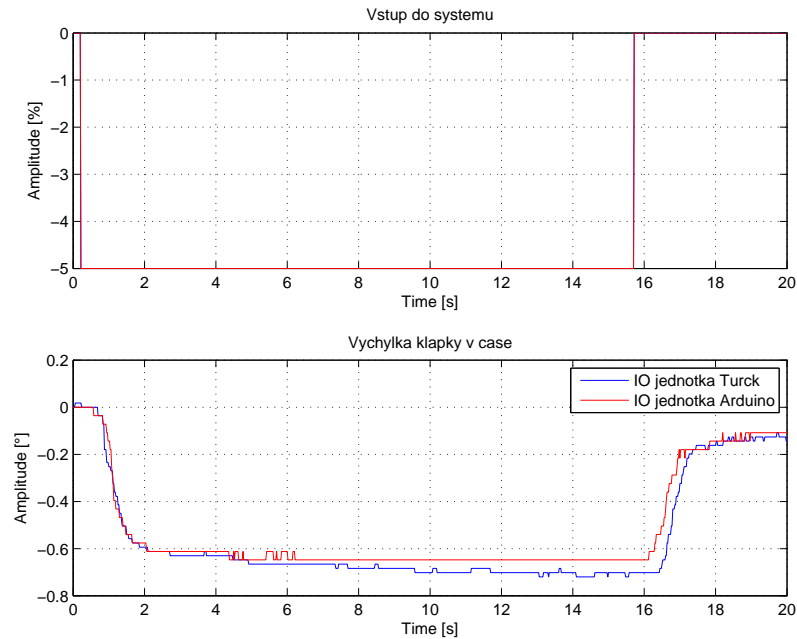 Vstup do systemu
0
−1
−2
−3
−4
−5
Amplitude [%]
0 2 4 6 8 10 12 14 16 18 20
Time [s]
Vychylka klapky v case
0.2
0
−0.2
−0.4
−0.6
−0.8
Amplitude [°]
IO jednotka Turck
IO jednotka Arduino
0 2 4 6 8 10 12 14 16 18 20
Time [s]